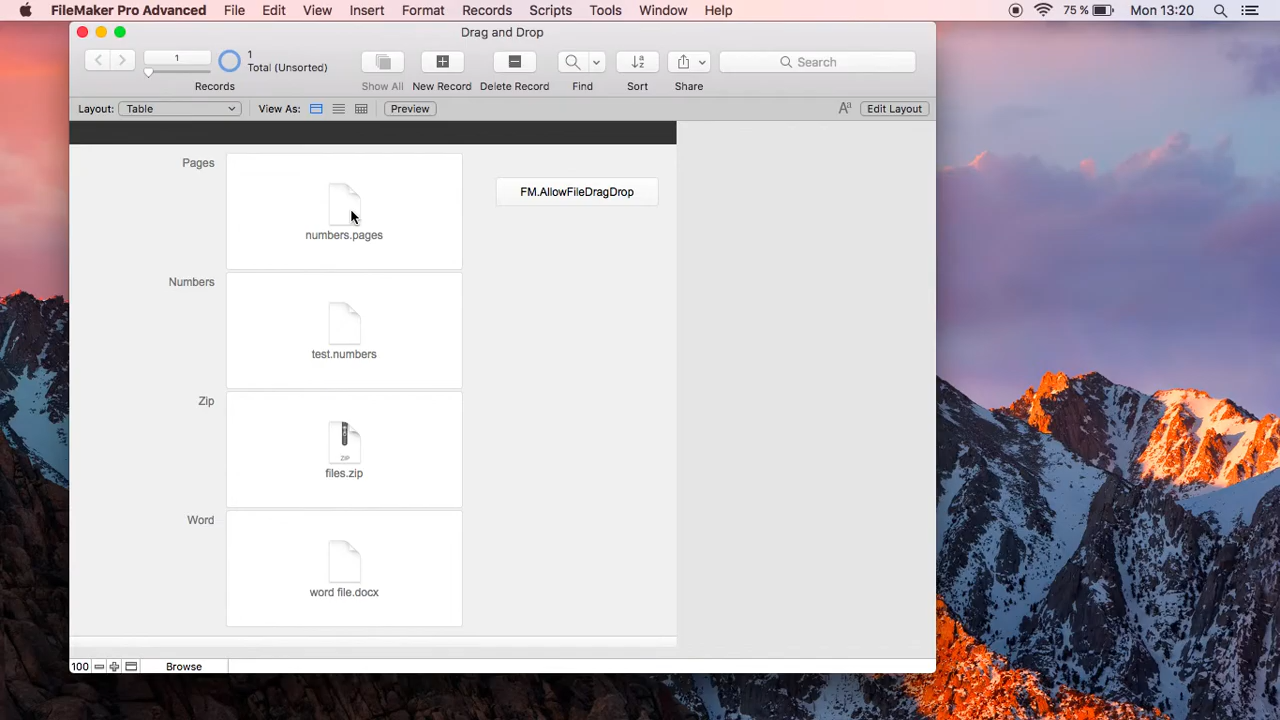 FileMaker Pro Advanced File Edit View Insert Format Records Scripts Tools Window Help 75 % Mon 13:20
Drag and Drop
1
1
Total (Unsorted)
Search
Records Show All New Record Delete Record Find Sort Share
Layout: Table View As: Preview Aa Edit Layout
Pages
FM.AllowFileDragDrop
numbers.pages
Numbers
test.numbers
Zip
ZIP
files.zip
Word
word file.docx
100 Browse